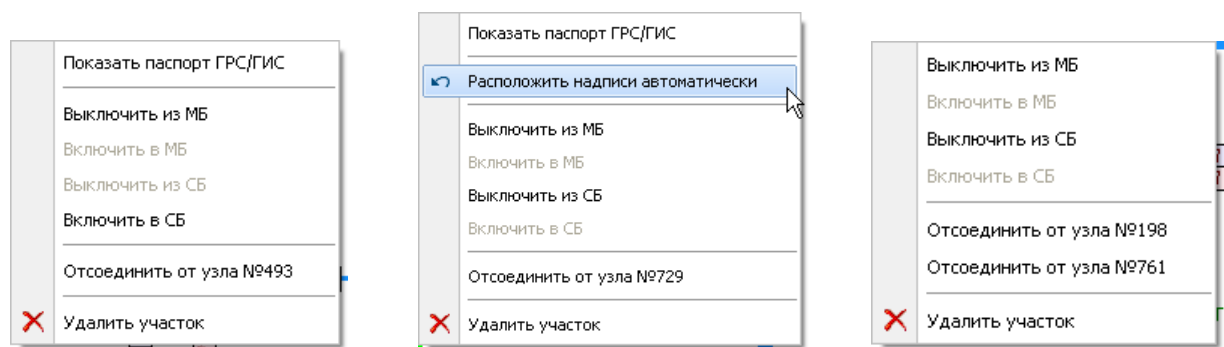 Показать паспорт ГРС/ГИС
Выключить из МБ
Включить в МБ
Выключить из СБ
Включить в СБ
Отсоединить от узла №493
Удалить участок
Показать паспорт ГРС/ГИС
Расположить надписи автоматически
Выключить из МБ
Включить в МБ
Выключить из СБ
Включить в СБ
Отсоединить от узла №729
Удалить участок
Выключить из МБ
Включить в МБ
Выключить из СБ
Включить в СБ
Отсоединить от узла №198
Отсоединить от узла №761
Удалить участок